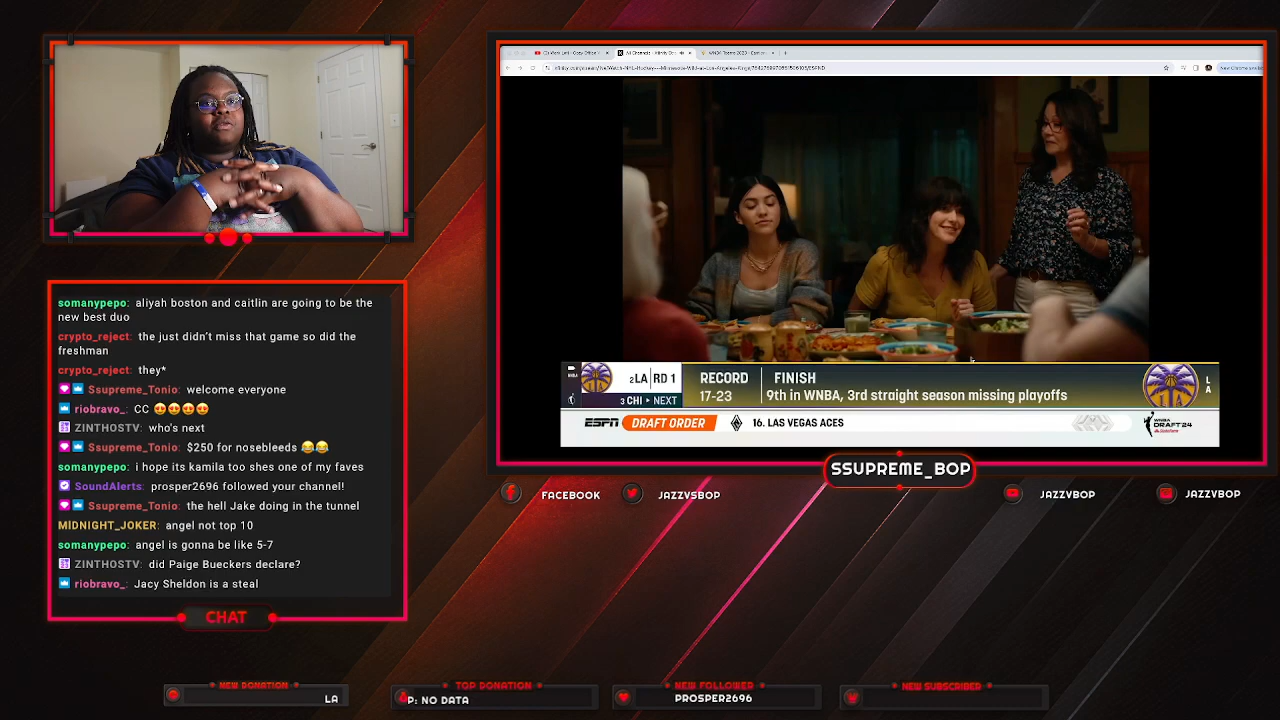 somanypepo: aliyah boston and caitlin are going to be the
new best duo
crypto_reject: the just didn't miss that game so did the
freshman
crypto_reject: they*
Ssupreme_Tonio: welcome everyone
riobravo_: CC 😍😍😍😍
ZINTHOSTV: who's next
Ssupreme_Tonio: $250 for nosebleeds 😂😂
somanypepo: i hope its kamila too shes one of my faves
SoundAlerts: prosper2696 followed your channel!
Ssupreme_Tonio: the hell Jake doing in the tunnel
MIDNIGHT_JOKER: angel not top 10
somanypepo: angel is gonna be like 5-7
ZINTHOSTV: did Paige Bueckers declare?
riobravo_: Jacy Sheldon is a steal
CHAT
2 LA RD 1
3 CHI ▸ NEXT
RECORD
17-23
FINISH
9th in WNBA, 3rd straight season missing playoffs
LA
ESPN DRAFT ORDER 16. LAS VEGAS ACES
WNBA
DRAFT 24
SSUPREME_BOP
FACEBOOK
JAZZVSBOP
JAZZVBOP
JAZZVBOP
NEW DONATION
LA
TOP DONATION
P: NO DATA
NEW FOLLOWER
PROSPER2696
NEW SUBSCRIBER